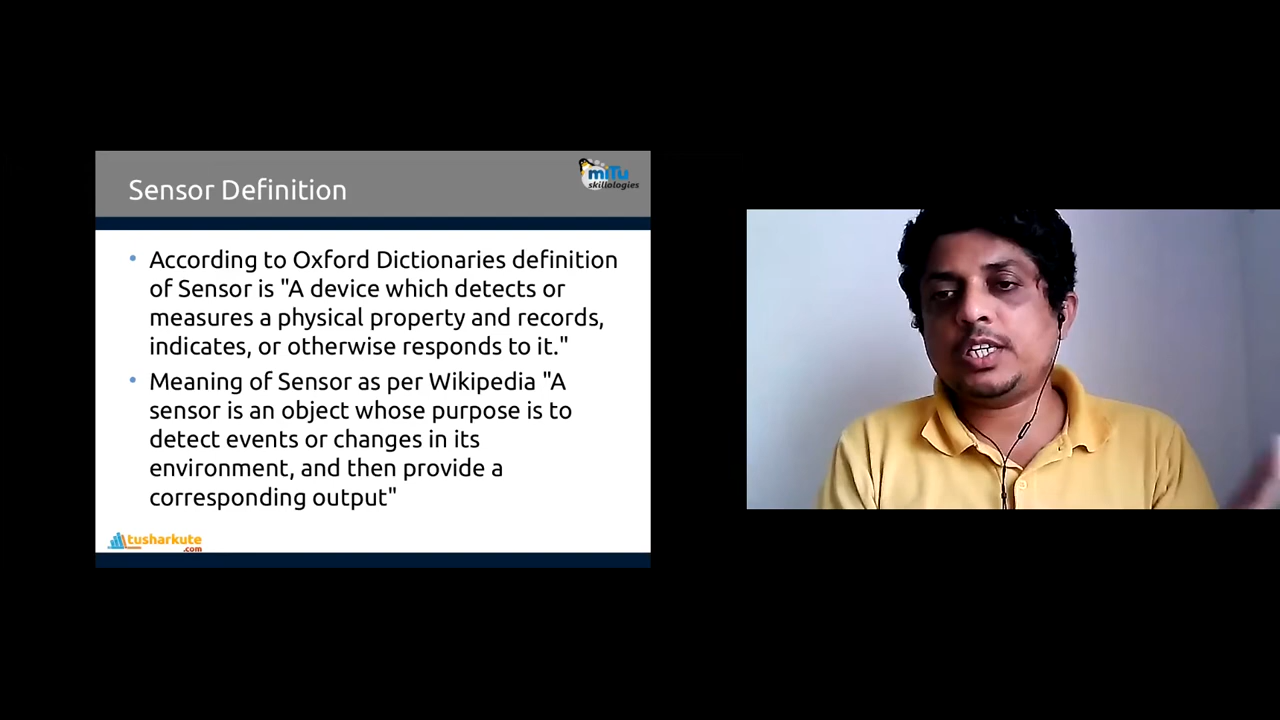 Sensor Definition
miTu
skillologies
• According to Oxford Dictionaries definition
of Sensor is "A device which detects or
measures a physical property and records,
indicates, or otherwise responds to it."
• Meaning of Sensor as per Wikipedia "A
sensor is an object whose purpose is to
detect events or changes in its
environment, and then provide a
corresponding output"
tusharkute
.com